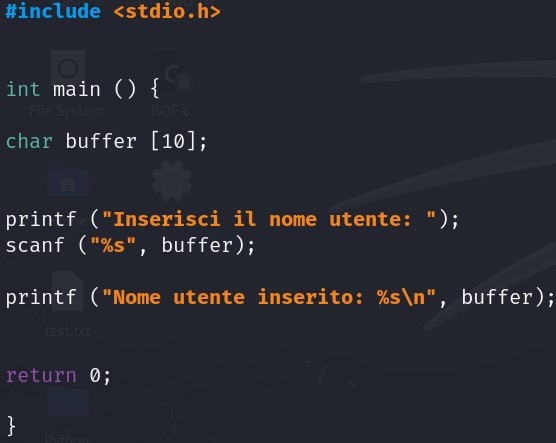 #include <stdio.h>
int main () {
File System
BOF.c
char buffer [10];
printf ("Inserisci il nome utente: ");
scanf ("%s", buffer);
printf ("Nome utente inserito: %s\n", buffer);
test.txt
return 0;
}
Python